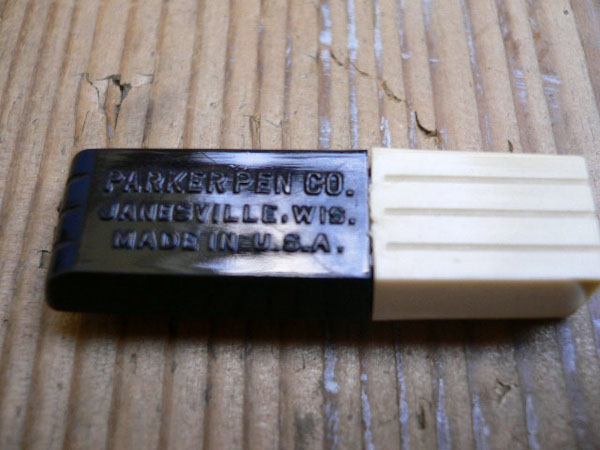 PARKER PEN CO.
JANESVILLE, WIS.
MADE IN U.S.A.